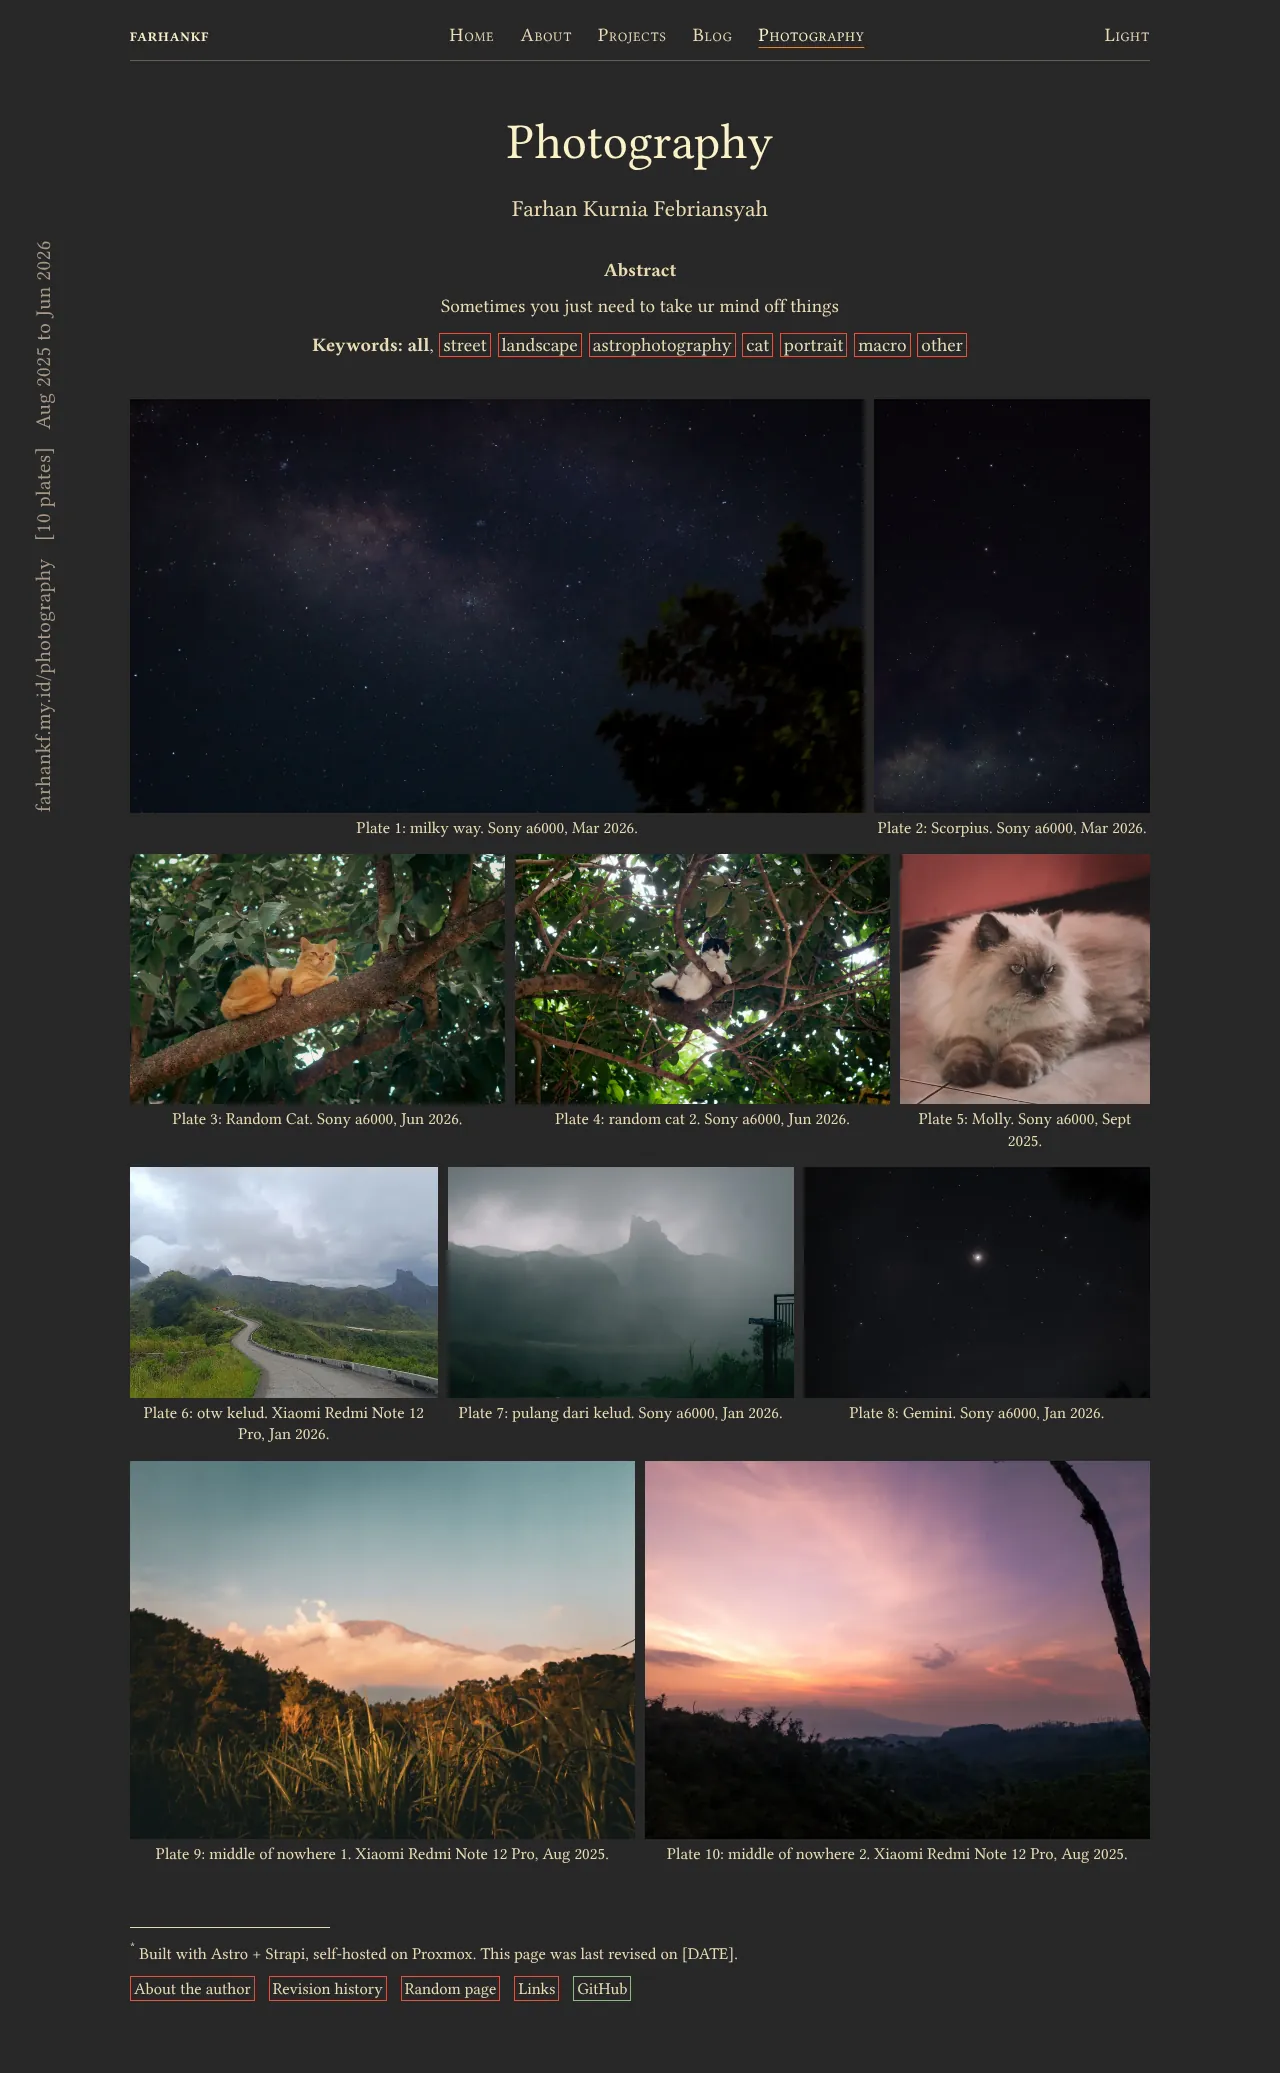 FARHANKF
Home About Projects Blog Photography
Light
Photography
Farhan Kurnia Febriansyah
Abstract
Sometimes you just need to take ur mind off things
Keywords: all, street landscape astrophotography cat portrait macro other
farhankf.my.id/photography [10 plates] Aug 2025 to Jun 2026
Plate 1: milky way. Sony a6000, Mar 2026.
Plate 2: Scorpius. Sony a6000, Mar 2026.
Plate 3: Random Cat. Sony a6000, Jun 2026.
Plate 4: random cat 2. Sony a6000, Jun 2026.
Plate 5: Molly. Sony a6000, Sept
2025.
Plate 6: otw kelud. Xiaomi Redmi Note 12
Pro, Jan 2026.
Plate 7: pulang dari kelud. Sony a6000, Jan 2026.
Plate 8: Gemini. Sony a6000, Jan 2026.
Plate 9: middle of nowhere 1. Xiaomi Redmi Note 12 Pro, Aug 2025.
Plate 10: middle of nowhere 2. Xiaomi Redmi Note 12 Pro, Aug 2025.
* Built with Astro + Strapi, self-hosted on Proxmox. This page was last revised on [DATE].
About the author Revision history Random page Links GitHub